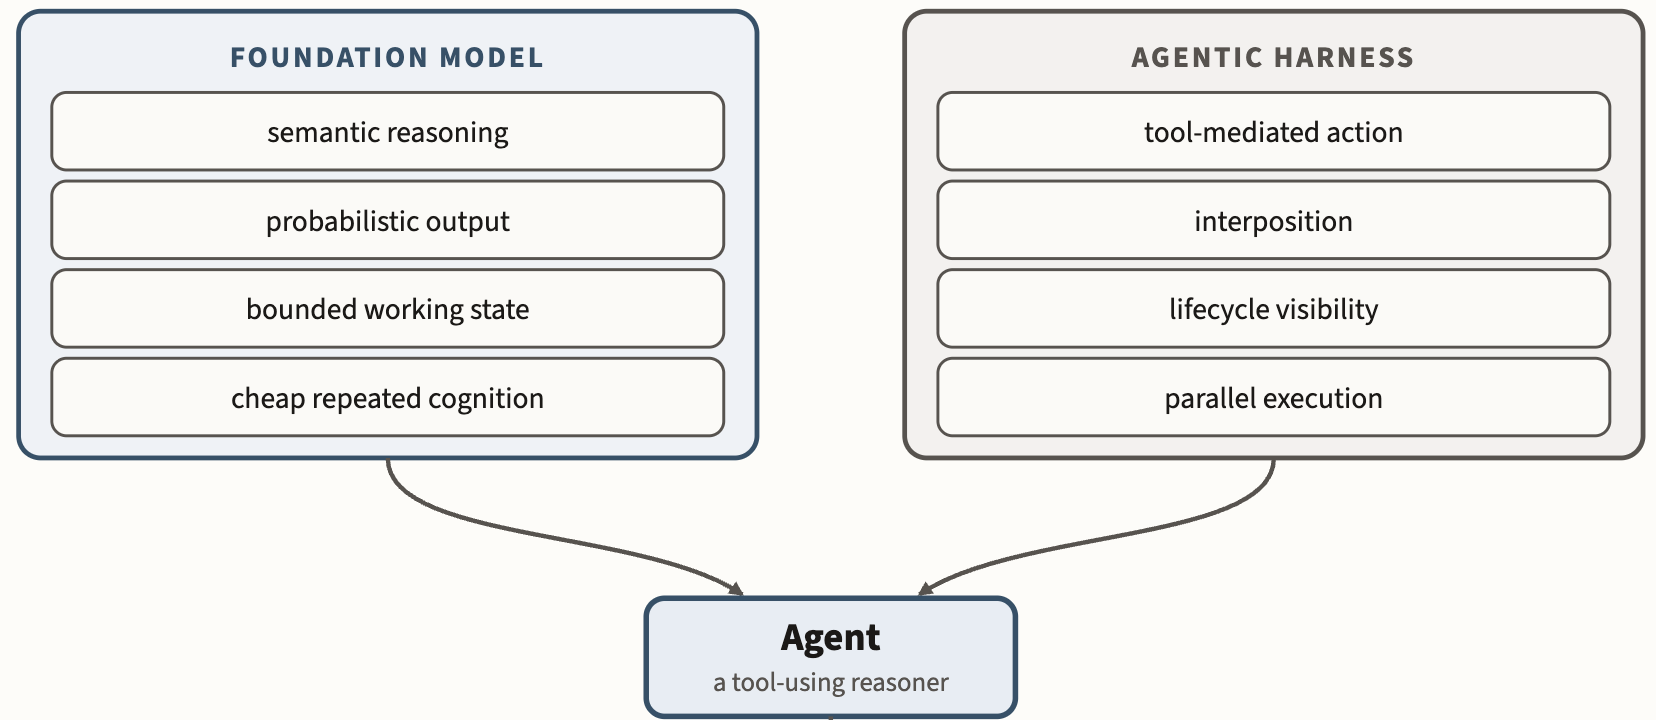 FOUNDATION MODEL
semantic reasoning
probabilistic output
bounded working state
cheap repeated cognition
AGENTIC HARNESS
tool-mediated action
interposition
lifecycle visibility
parallel execution
Agent
a tool-using reasoner